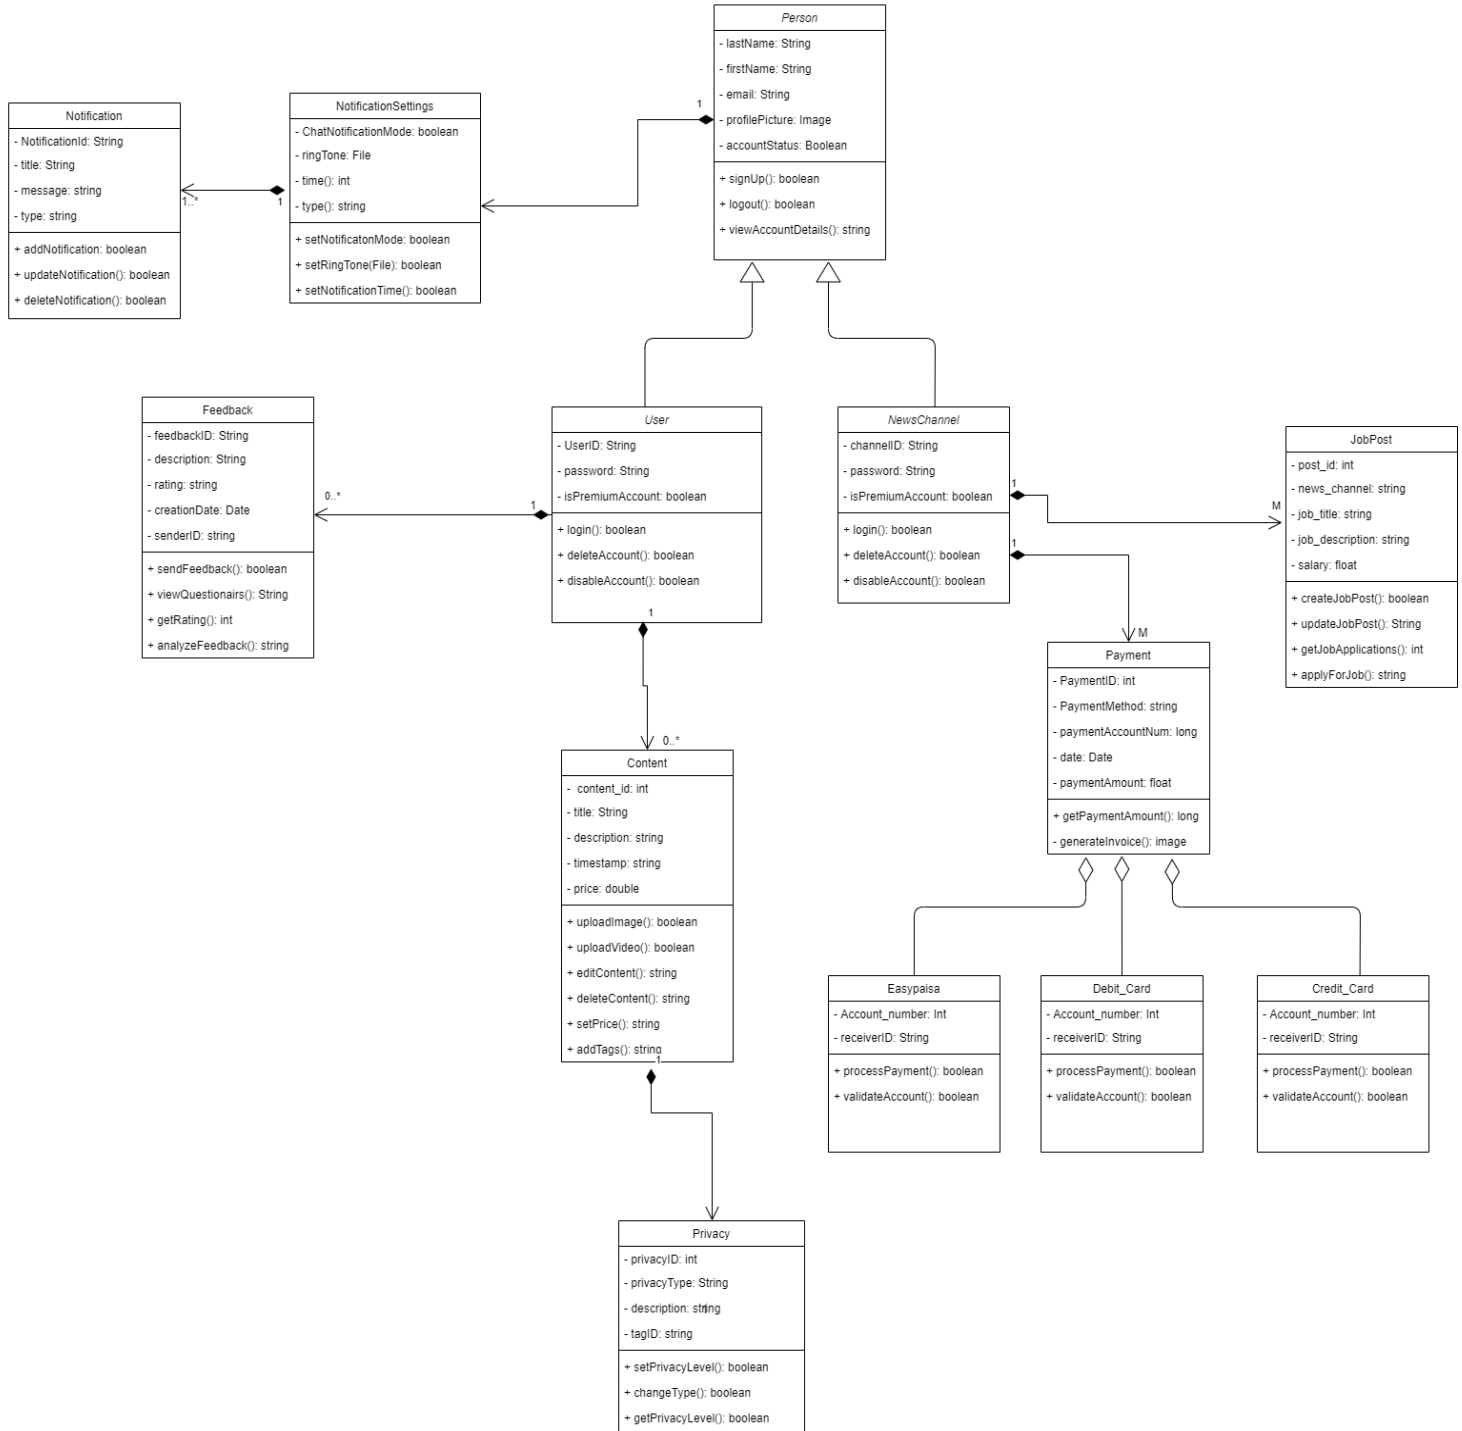 Person
- lastName: String
- firstName: String
- email: String
- profilePicture: Image
- accountStatus: Boolean
+ signUp(): boolean
+ logout(): boolean
+ viewAccountDetails(): string
1
NotificationSettings
- ChatNotificationMode: boolean
- ringTone: File
- time(): int
- type(): string
+ setNotificatonMode: boolean
+ setRingTone(File): boolean
+ setNotificationTime(): boolean
1
1..*
Notification
- NotificationId: String
- title: String
- message: string
- type: string
+ addNotification: boolean
+ updateNotification(): boolean
+ deleteNotification(): boolean
Feedback
- feedbackID: String
- description: String
- rating: string
- creationDate: Date
- senderID: string
+ sendFeedback(): boolean
+ viewQuestionairs(): String
+ getRating(): int
+ analyzeFeedback(): string
0..*
1
User
- UserID: String
- password: String
- isPremiumAccount: boolean
+ login(): boolean
+ deleteAccount(): boolean
+ disableAccount(): boolean
1
NewsChannel
- channelID: String
- password: String
- isPremiumAccount: boolean
+ login(): boolean
+ deleteAccount(): boolean
+ disableAccount(): boolean
1
M
1
M
JobPost
- post_id: int
- news_channel: string
- job_title: string
- job_description: string
- salary: float
+ createJobPost(): boolean
+ updateJobPost(): String
+ getJobApplications(): int
+ applyForJob(): string
Payment
- PaymentID: int
- PaymentMethod: string
- paymentAccountNum: long
- date: Date
- paymentAmount: float
+ getPaymentAmount(): long
- generateInvoice(): image
0..*
Content
- content_id: int
- title: String
- description: string
- timestamp: string
- price: double
+ uploadImage(): boolean
+ uploadVideo(): boolean
+ editContent(): string
+ deleteContent(): string
+ setPrice(): string
+ addTags(): string
1
Easypaisa
- Account_number: Int
- receiverID: String
+ processPayment(): boolean
+ validateAccount(): boolean
Debit_Card
- Account_number: Int
- receiverID: String
+ processPayment(): boolean
+ validateAccount(): boolean
Credit_Card
- Account_number: Int
- receiverID: String
+ processPayment(): boolean
+ validateAccount(): boolean
Privacy
- privacyID: int
- privacyType: String
- description: string
1
- tagID: string
+ setPrivacyLevel(): boolean
+ changeType(): boolean
+ getPrivacyLevel(): boolean